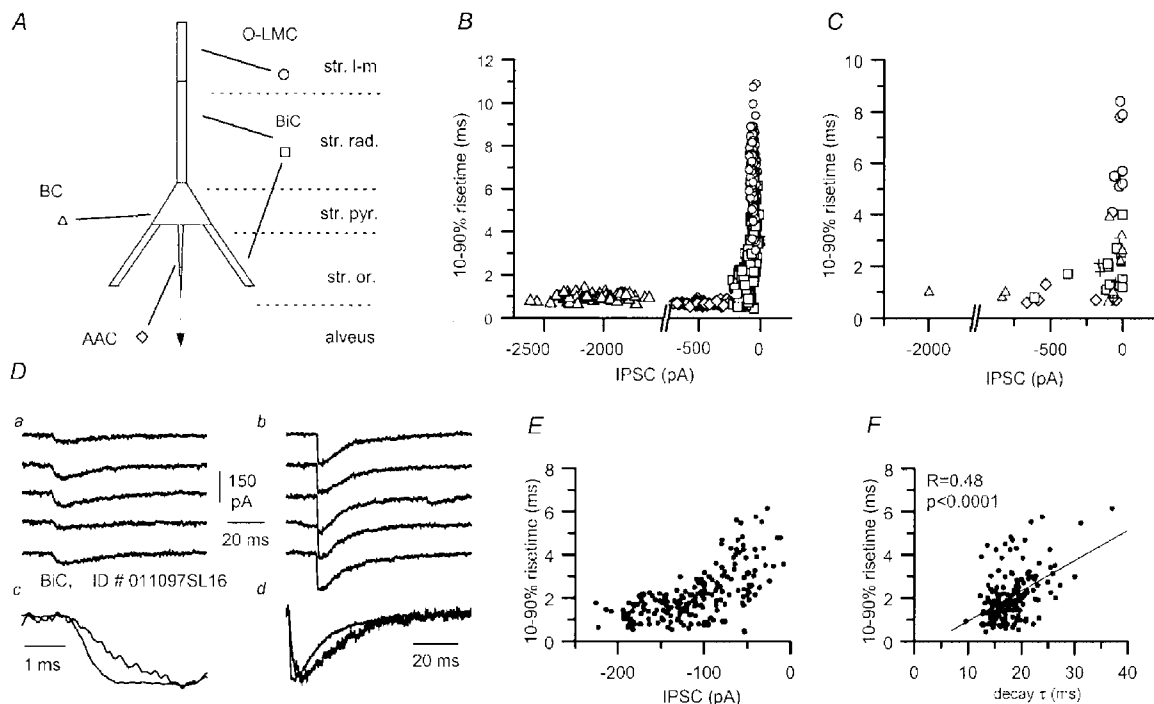 A
O-LMC
str. l-m
BiC
str. rad.
BC
str. pyr.
str. or.
AAC
alveus
B
10-90% risetime (ms)
12
10
8
6
4
2
0
-2500 -2000 -500 0
IPSC (pA)
C
10-90% risetime (ms)
10
8
6
4
2
0
-2000 -500 0
IPSC (pA)
D
a
b
150
pA
20 ms
BiC, ID # 011097SL16
c
1 ms
d
20 ms
E
10-90% risetime (ms)
8
6
4
2
0
-200 -100 0
IPSC (pA)
F
R=0.48
p<0.0001
10-90% risetime (ms)
8
6
4
2
0
0 10 20 30 40
decay τ (ms)